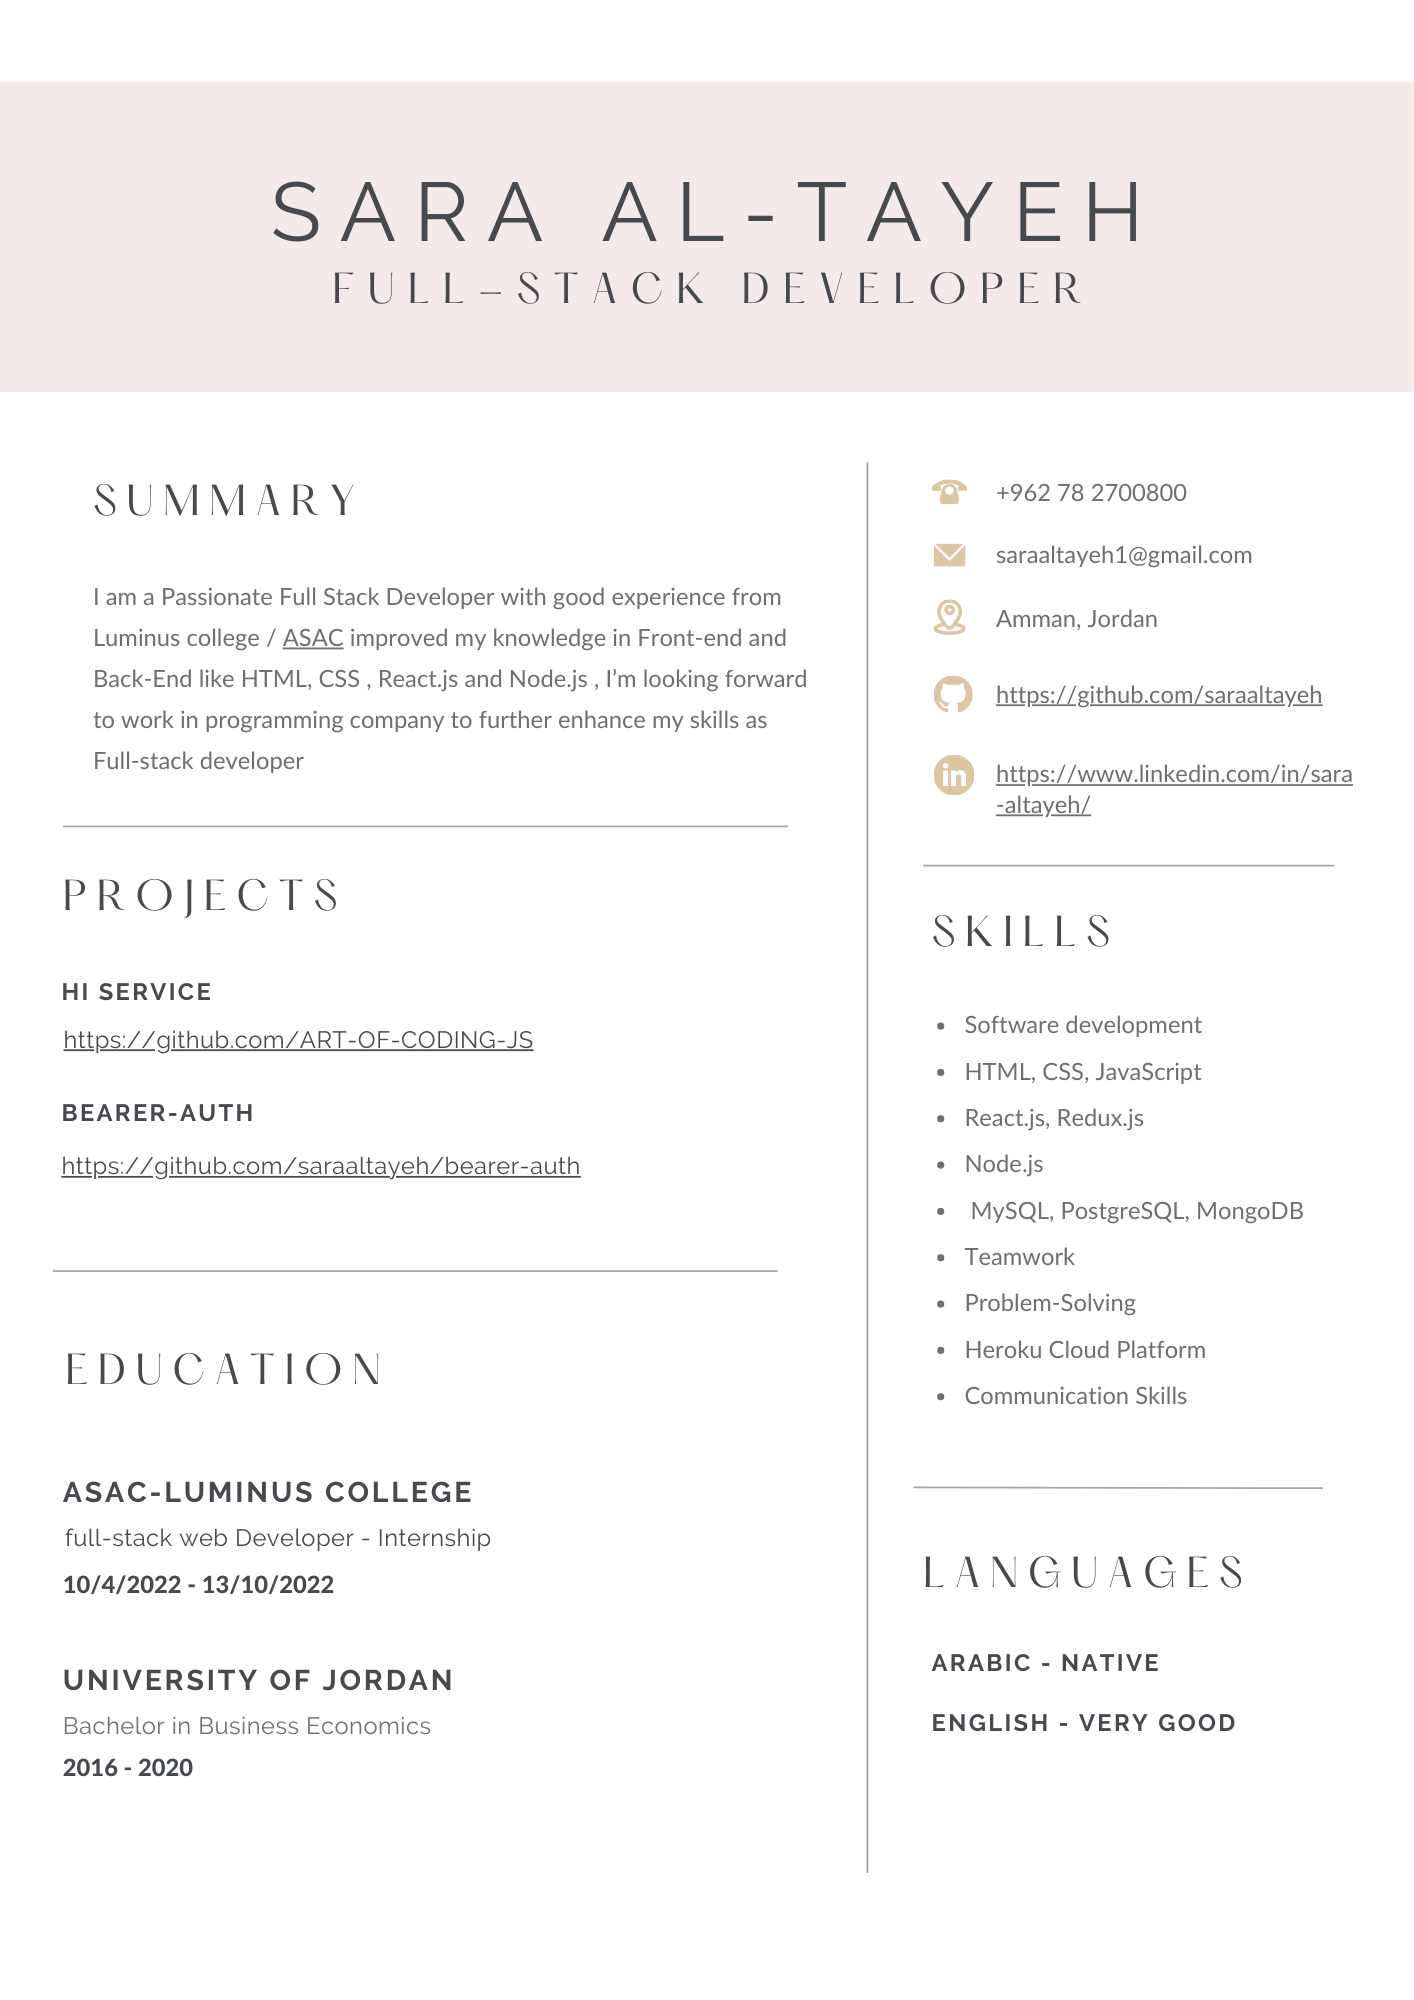 SARA AL-TAYEH
FULL-STACK DEVELOPER
SUMMARY
I am a Passionate Full Stack Developer with good experience from
Luminus college / ASAC improved my knowledge in Front-end and
Back-End like HTML, CSS , React.js and Node.js , I’m looking forward
to work in programming company to further enhance my skills as
Full-stack developer
PROJECTS
HI SERVICE
https://github.com/ART-OF-CODING-JS
BEARER-AUTH
https://github.com/saraaltayeh/bearer-auth
EDUCATION
ASAC-LUMINUS COLLEGE
full-stack web Developer - Internship
10/4/2022 - 13/10/2022
UNIVERSITY OF JORDAN
Bachelor in Business Economics
2016 - 2020
+962 78 2700800
saraaltayeh1@gmail.com
Amman, Jordan
https://github.com/saraaltayeh
https://www.linkedin.com/in/sara
-altayeh/
SKILLS
• Software development
• HTML, CSS, JavaScript
• React.js, Redux.js
• Node.js
• MySQL, PostgreSQL, MongoDB
• Teamwork
• Problem-Solving
• Heroku Cloud Platform
• Communication Skills
LANGUAGES
ARABIC - NATIVE
ENGLISH - VERY GOOD